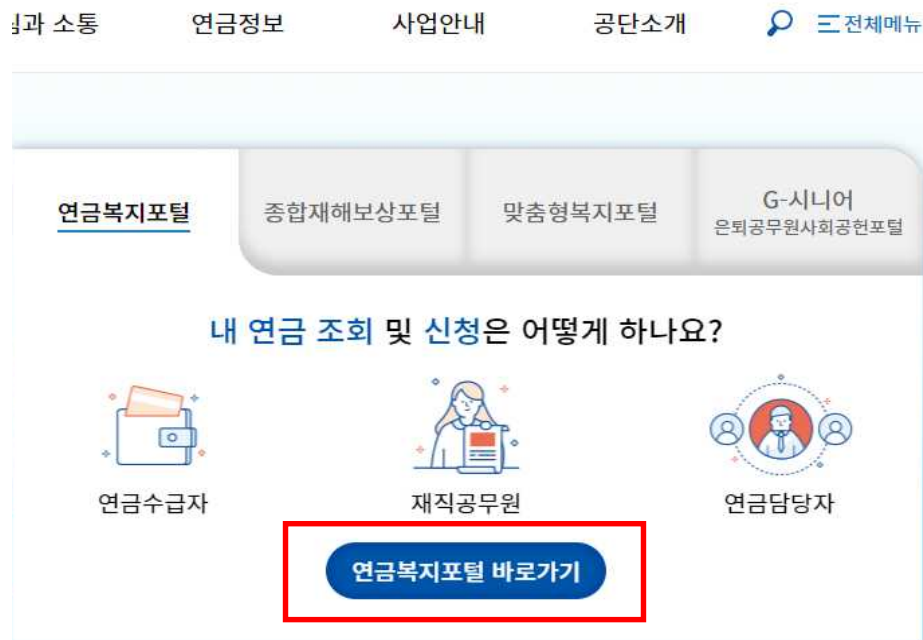 과 소통 연금정보 사업안내 공단소개 전체메뉴
연금복지포털 종합재해보상포털 맞춤형복지포털 G-시니어
은퇴공무원사회공헌포털
내 연금 조회 및 신청은 어떻게 하나요?
연금수급자 재직공무원 연금담당자
연금복지포털 바로가기